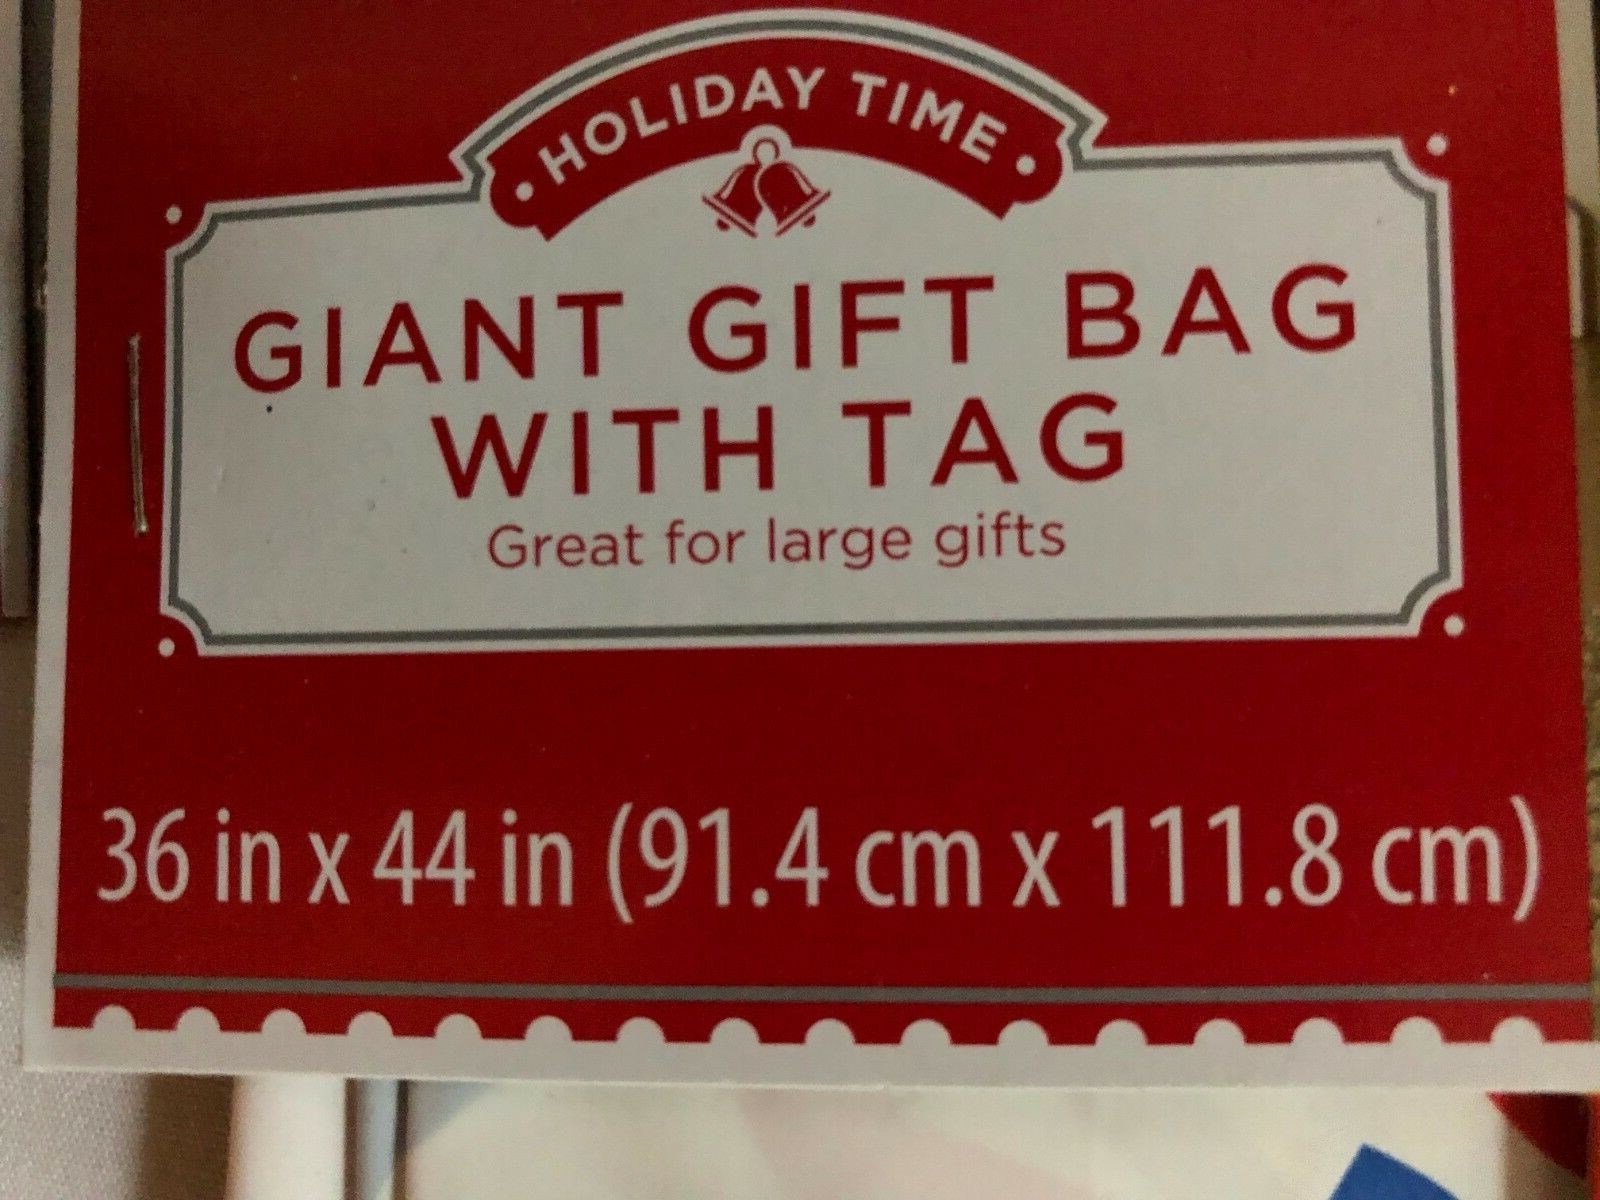 HOLIDAY TIME
GIANT GIFT BAG
WITH TAG
Great for large gifts
36 in x 44 in (91.4 cm x 111.8 cm)